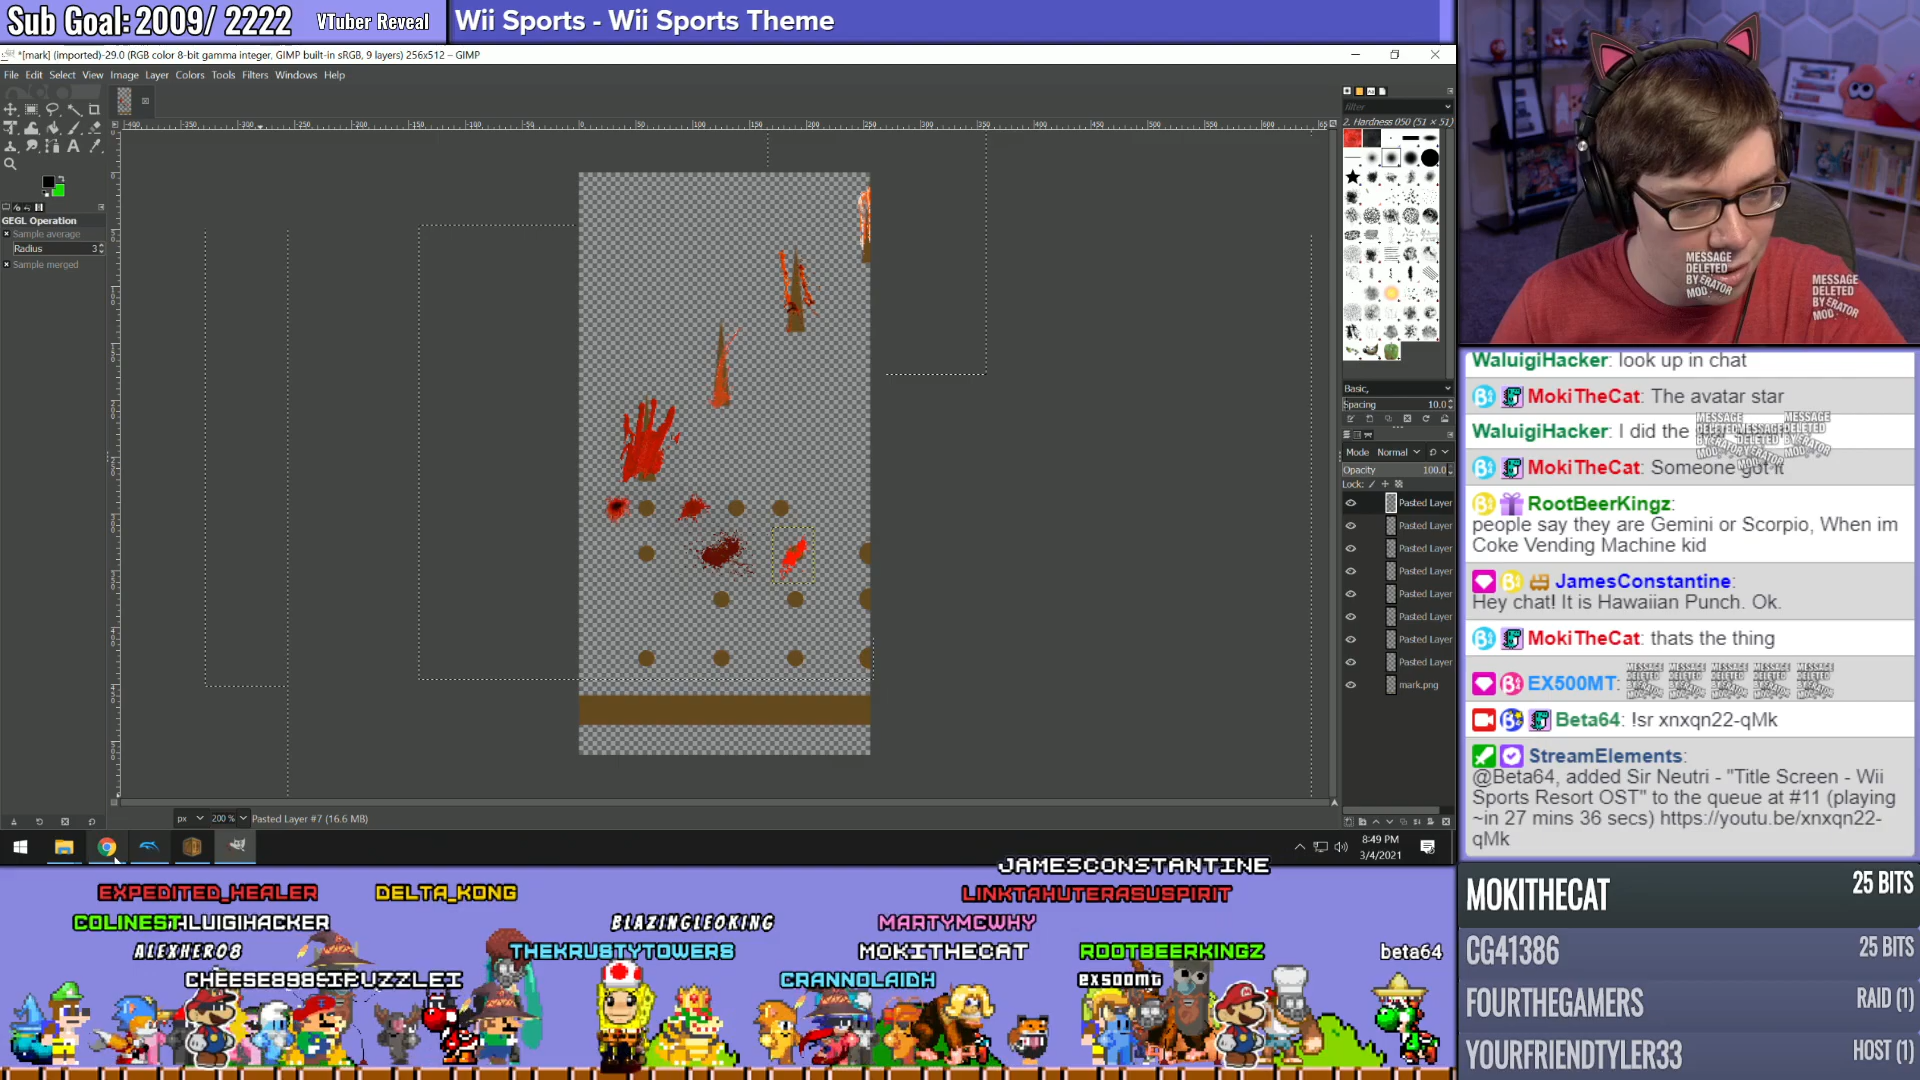 Sub Goal: 2009/ 2222
VTuber Reveal
Wii Sports - Wii Sports Theme
*[mark] (imported)-29.0 (RGB color 8-bit gamma integer, GIMP built-in sRGB, 9 layers) 256x512 – GIMP
File Edit Select View Image Layer Colors Tools Filters Windows Help
GEGL Operation
Sample average
Radius 3
Sample merged
filter
2. Hardness 050 (51 × 51)
Basic,
Spacing 10.0
Mode Normal
Opacity 100.0
Lock:
Pasted Layer
Pasted Layer
Pasted Layer
Pasted Layer
Pasted Layer
Pasted Layer
Pasted Layer
Pasted Layer
mark.png
px 200 % Pasted Layer #7 (16.6 MB)
8:49 PM
3/4/2021
MESSAGE DELETED BY ERATOR MOD
MESSAGE DELETED BY ERATOR MOD
WaluigiHacker: look up in chat
MokiTheCat: The avatar star
WaluigiHacker: I did the
MokiTheCat: Someone got it
RootBeerKingz:
people say they are Gemini or Scorpio, When im
Coke Vending Machine kid
JamesConstantine:
Hey chat! It is Hawaiian Punch. Ok.
MokiTheCat: thats the thing
EX500MT:
Beta64: !sr xnxqn22-qMk
StreamElements:
@Beta64, added Sir Neutri - "Title Screen - Wii
Sports Resort OST" to the queue at #11 (playing
~in 27 mins 36 secs) https://youtu.be/xnxqn22-
qMk
JAMESCONSTANTINE
EXPEDITED_HEALER
DELTA_KONG
LINKTAHUTERASUSPIRIT
COLINEST
ALUIGIHACKER
BLAZINGLEOKING
MARTYMCWHY
ALEXHERO8
THEKRUSTYTOWER8
MOKITHECAT
ROOTBEERKINGZ
beta64
CRANNOLAIDH
ex500mt
MOKITHECAT 25 BITS
CG41386 25 BITS
FOURTHEGAMERS RAID (1)
YOURFRIENDTYLER33 HOST (1)